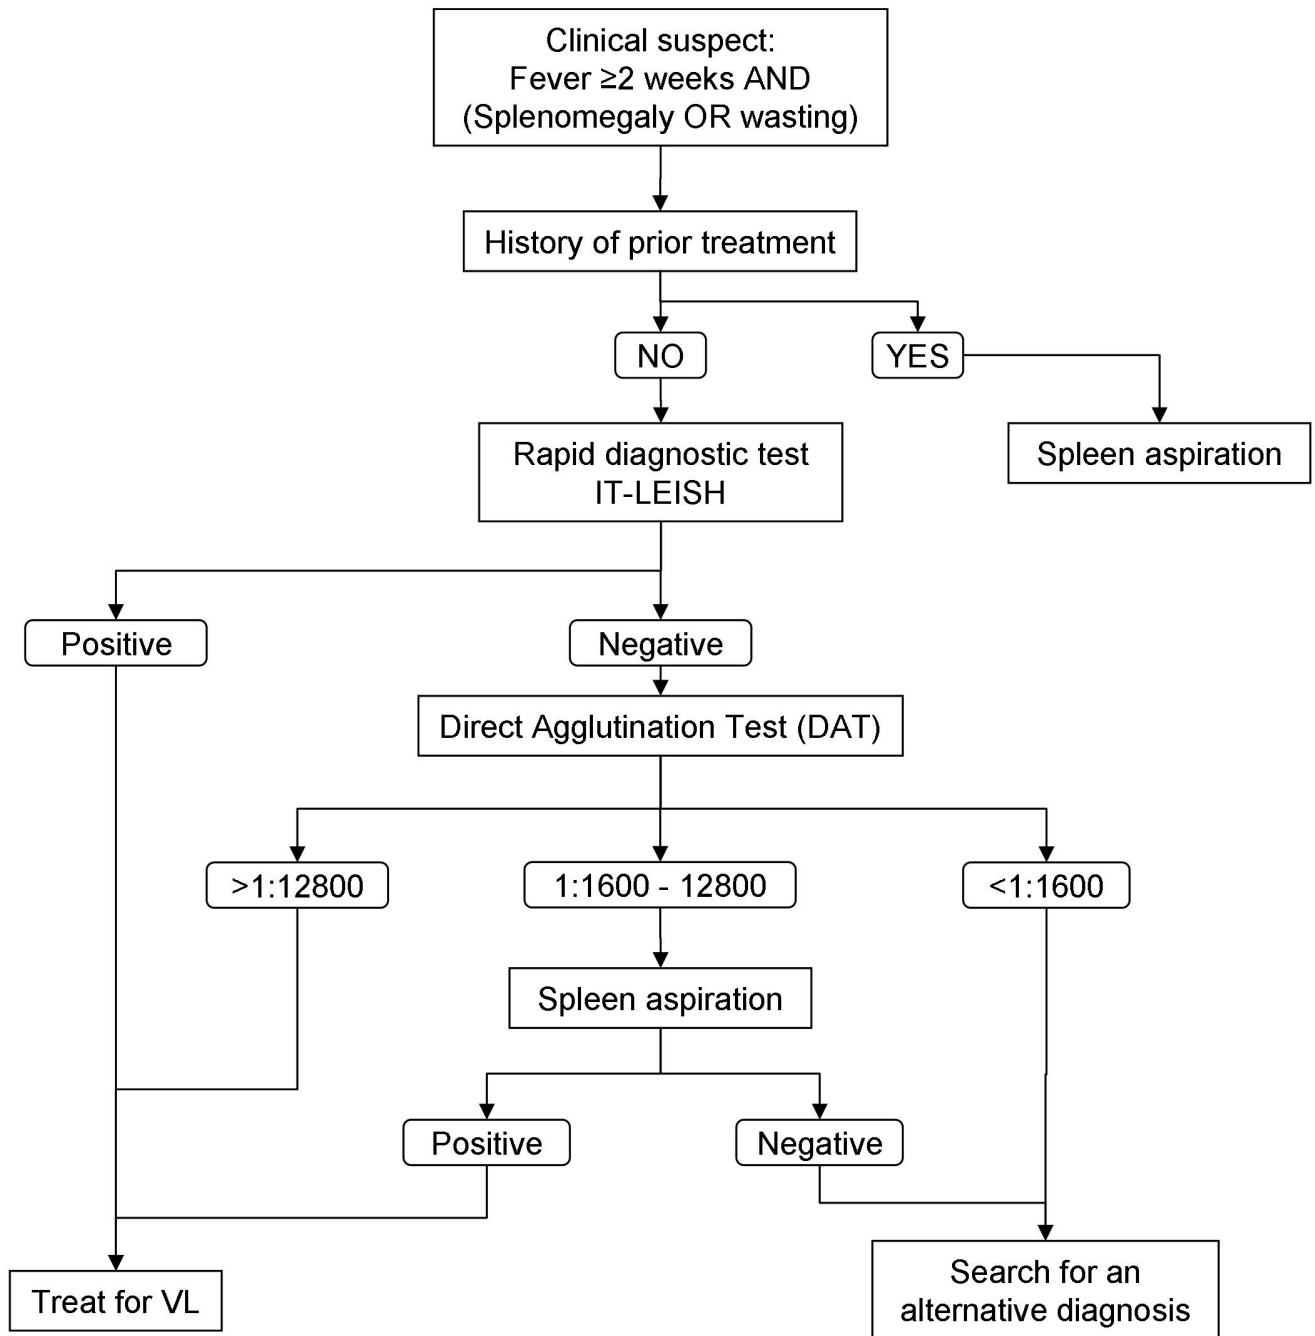 Clinical suspect:
Fever ≥2 weeks AND
(Splenomegaly OR wasting)
History of prior treatment
NO
YES
Rapid diagnostic test
IT-LEISH
Spleen aspiration
Positive
Negative
Direct Agglutination Test (DAT)
>1:12800
1:1600 - 12800
<1:1600
Spleen aspiration
Positive
Negative
Treat for VL
Search for an
alternative diagnosis